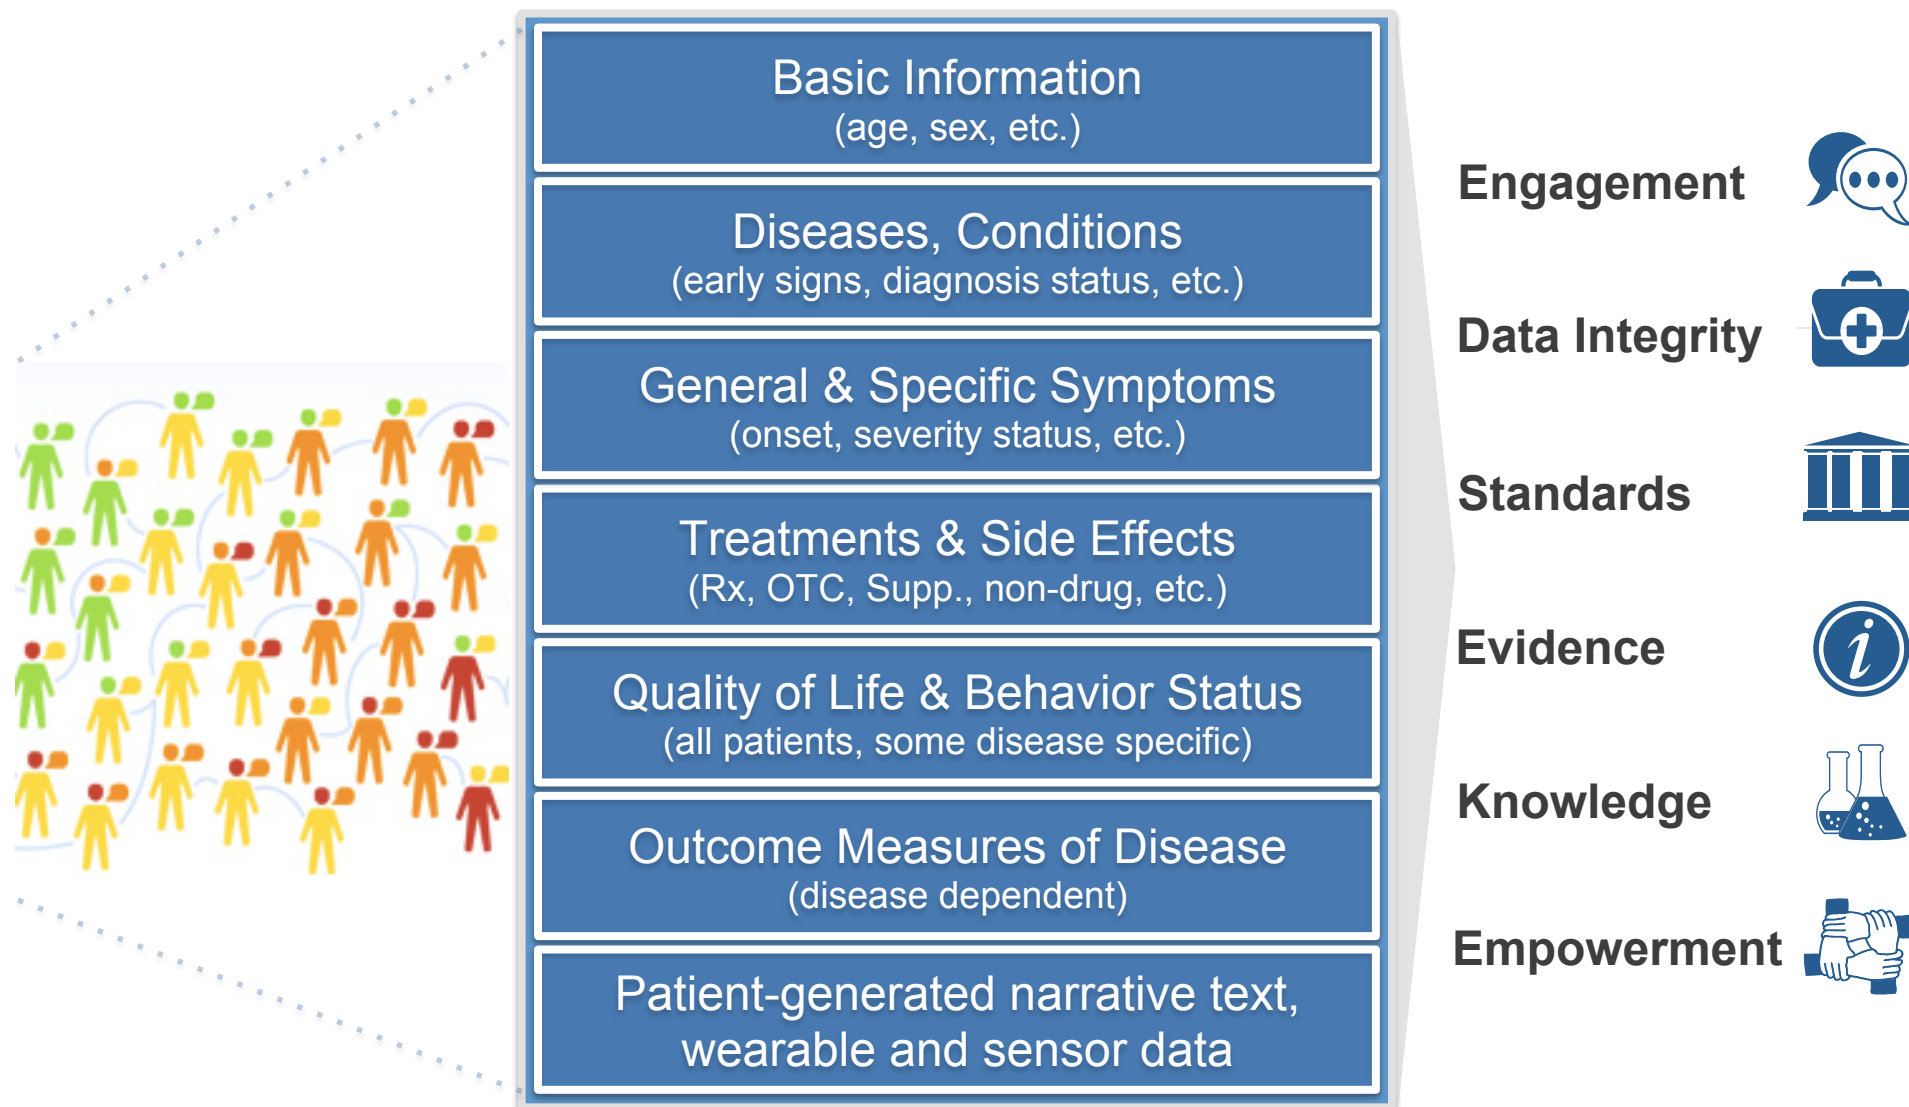 Basic Information
(age, sex, etc.)
Diseases, Conditions
(early signs, diagnosis status, etc.)
General & Specific Symptoms
(onset, severity status, etc.)
Treatments & Side Effects
(Rx, OTC, Supp., non-drug, etc.)
Quality of Life & Behavior Status
(all patients, some disease specific)
Outcome Measures of Disease
(disease dependent)
Patient-generated narrative text,
wearable and sensor data
Engagement
Data Integrity
Standards
Evidence
Knowledge
Empowerment